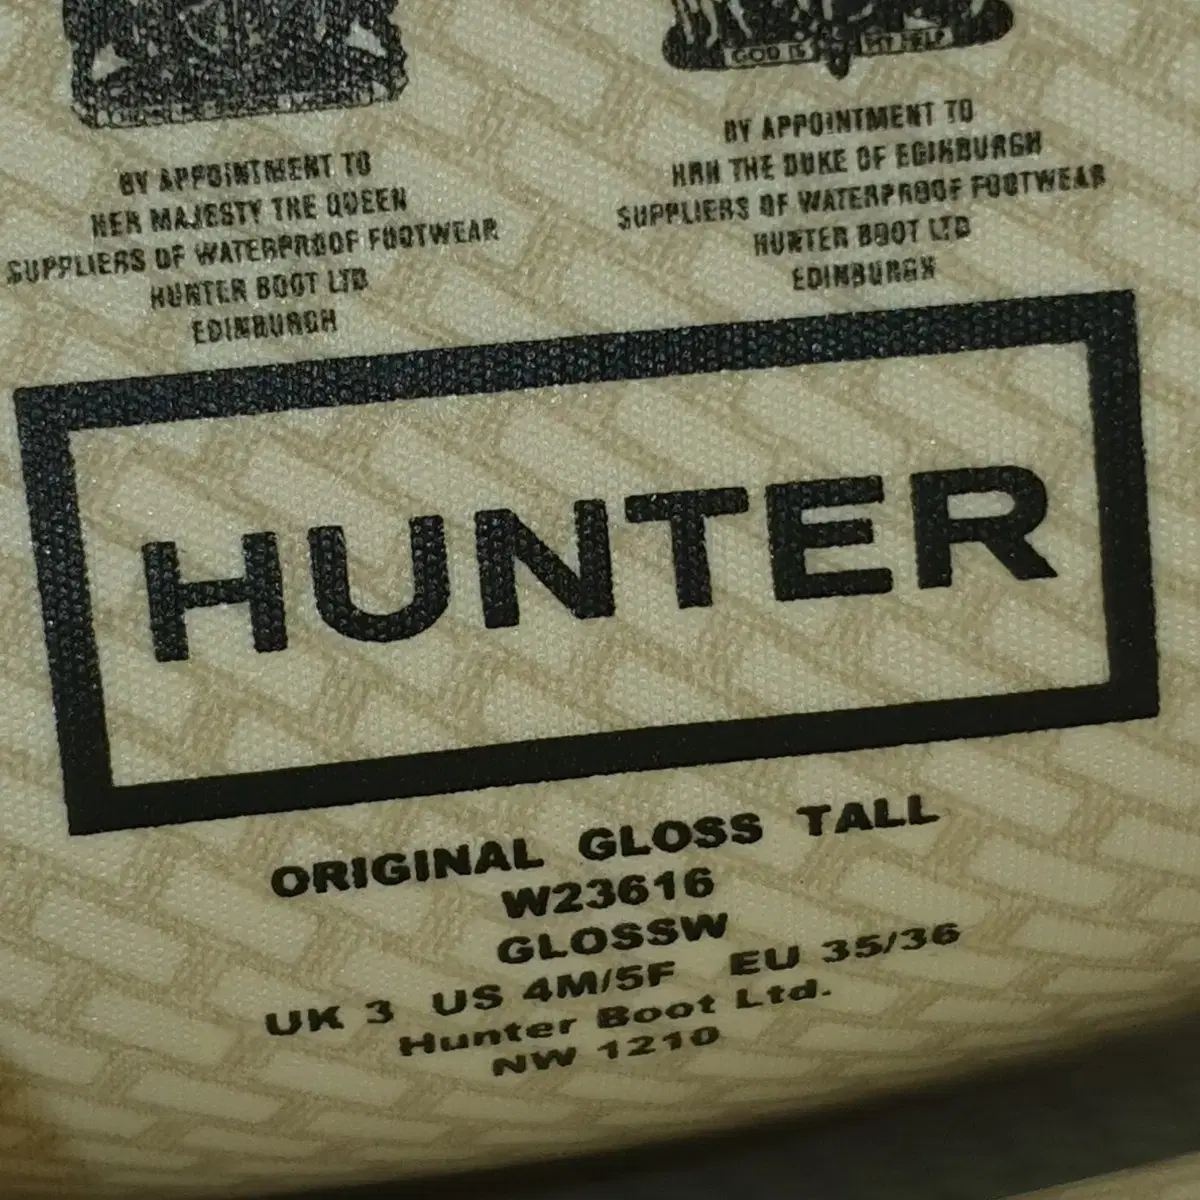 GOD IS MY HELP
BY APPOINTMENT TO
HER MAJESTY THE QUEEN
SUPPLIERS OF WATERPROOF FOOTWEAR
HUNTER BOOT LTD
EDINBURGH
BY APPOINTMENT TO
HRH THE DUKE OF EDINBURGH
SUPPLIERS OF WATERPROOF FOOTWEAR
HUNTER BOOT LTD
EDINBURGH
HUNTER
ORIGINAL GLOSS TALL
W23616
GLOSSW
UK 3 US 4M/5F EU 35/36
Hunter Boot Ltd.
NW 1210